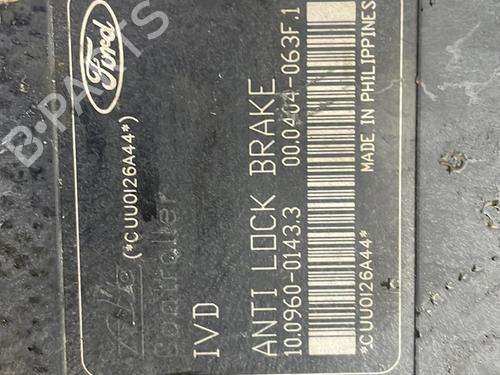 Ford
(*CUU0126A44*)
Controller
IVD
ANTI LOCK BRAKE
10.0960-0143.3 00.0404-063F.1
*CUU0126A44*
MADE IN PHILIPPINES
B-PARTS